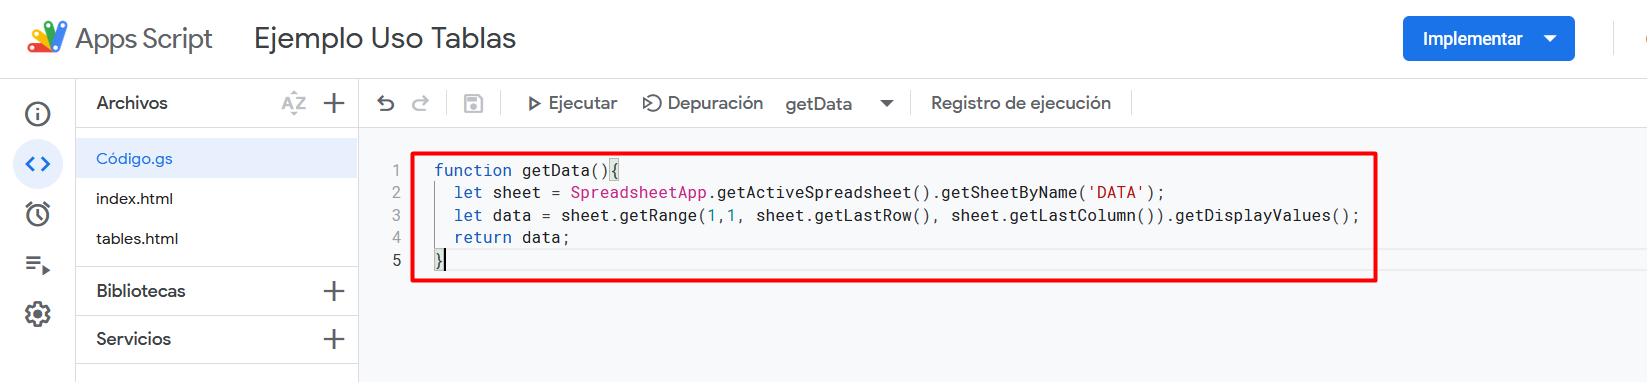 Apps Script
Ejemplo Uso Tablas
Implementar
Archivos
AZ
Ejecutar
Depuración
getData
Registro de ejecución
Código.gs
index.html
tables.html
Bibliotecas
Servicios
1 function getData(){
2 let sheet = SpreadsheetApp.getActiveSpreadsheet().getSheetByName('DATA');
3 let data = sheet.getRange(1,1, sheet.getLastRow(), sheet.getLastColumn()).getDisplayValues();
4 return data;
5 }